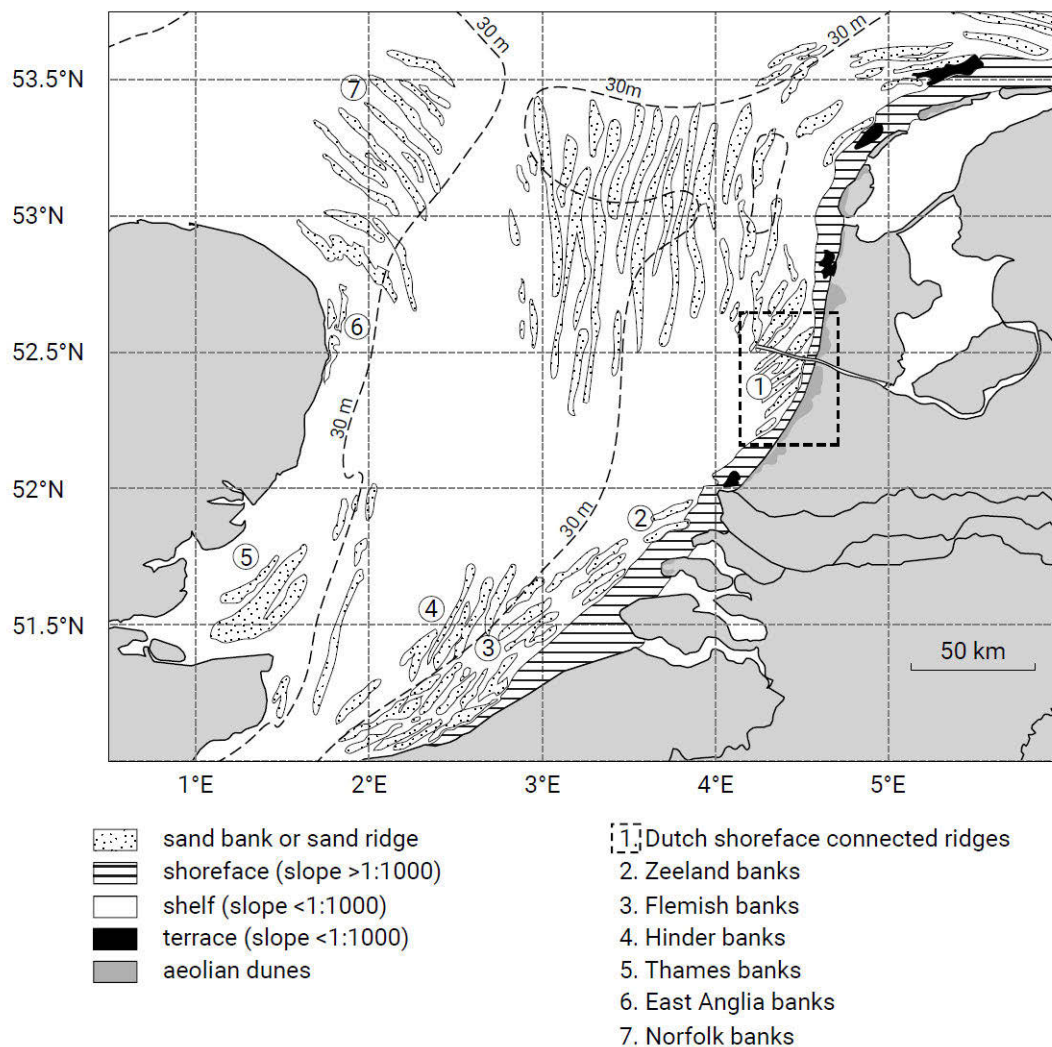 30 m
30 m
53.5°N
7
30m
53.0°N
6
52.5°N
1
30 m
52.0°N
2
30 m
5
4
51.5°N
3
50 km
1°E
2°E
3°E
4°E
5°E
sand bank or sand ridge
shoreface (slope >1:1000)
shelf (slope <1:1000)
terrace (slope <1:1000)
aeolian dunes
1. Dutch shoreface connected ridges
2. Zeeland banks
3. Flemish banks
4. Hinder banks
5. Thames banks
6. East Anglia banks
7. Norfolk banks